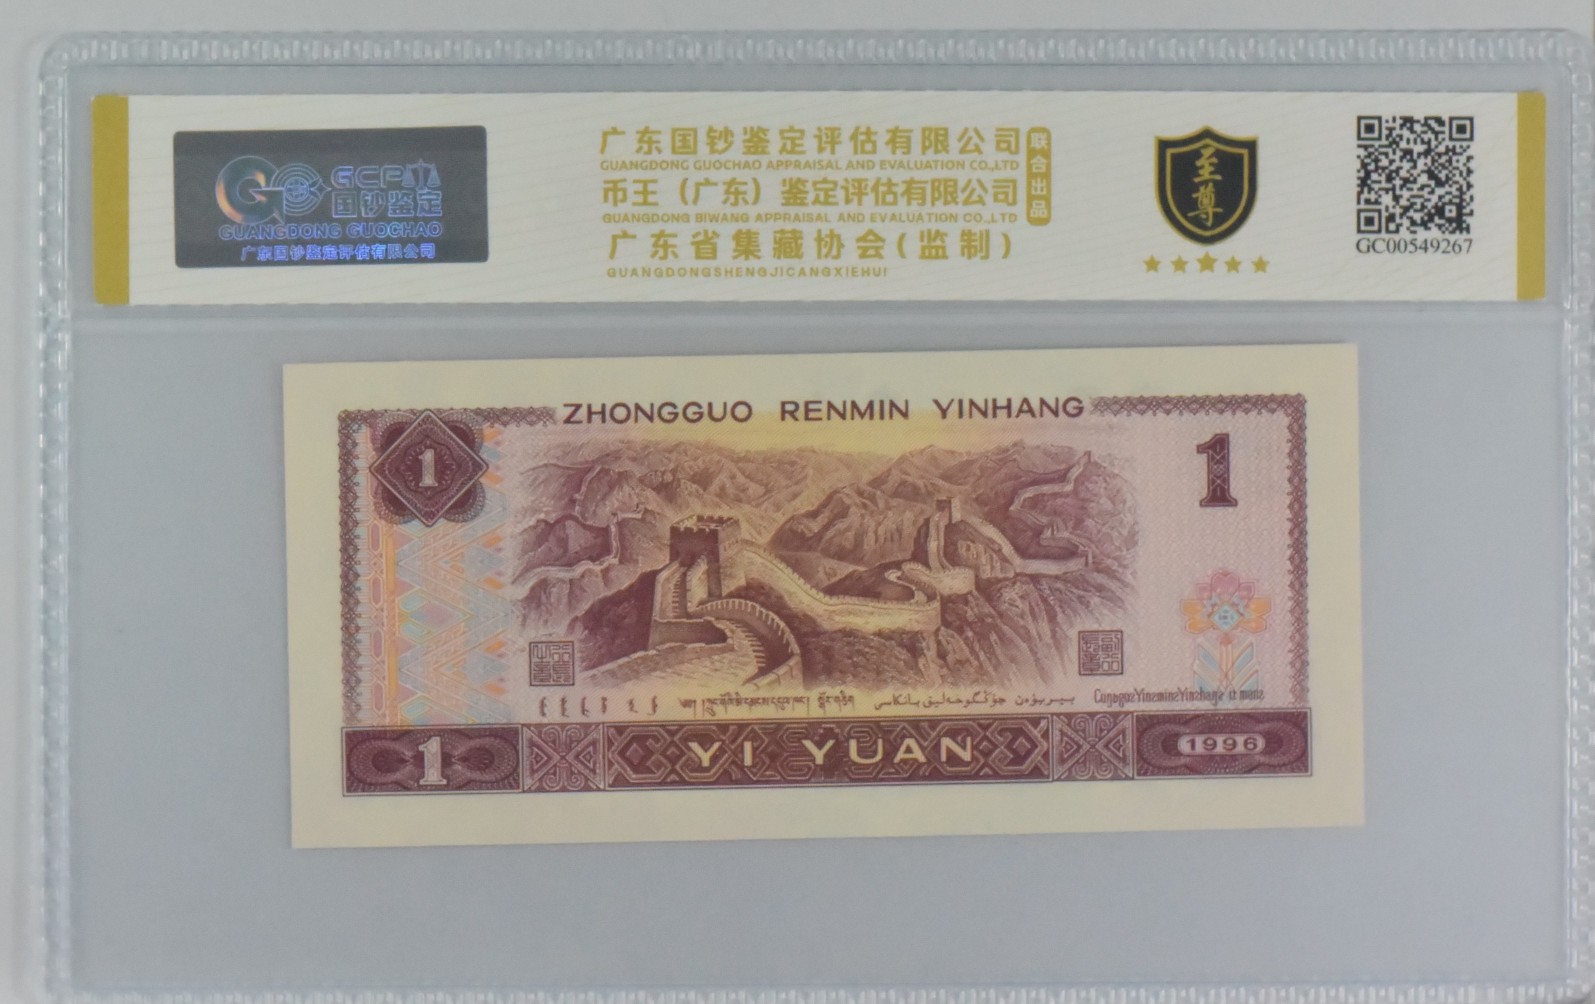 GCP
国钞鉴定
GUANGDONG GUOCHAO
广东国钞鉴定评估有限公司
广东国钞鉴定评估有限公司
GUANGDONG GUOCHAO APPRAISAL AND EVALUATION CO.,LTD
币王（广东）鉴定评估有限公司
GUANGDONG BIWANG APPRAISAL AND EVALUATION CO.,LTD
广东省集藏协会(监制)
GUANGDONGSHENGJICANGXIEHUI
联合出品
至尊
GC00549267
ZHONGGUO RENMIN YINHANG
1
1
1
YI YUAN
1996